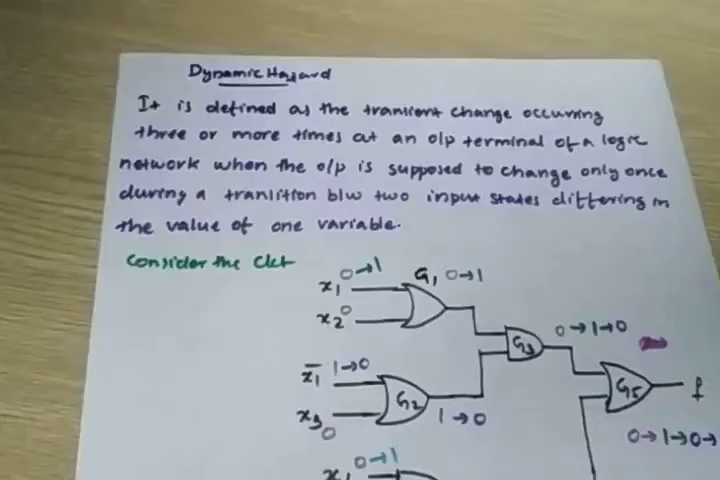 Dynamic Hazard
It is defined as the tranient change occurring
three or more times at an o/p terminal of a logic
network when the o/p is supposed to change only once
during a tranlition b/w two input states differing in
the value of one variable.
Consider the Ckt
x1 0→1
G1 0→1
x2 0
G3
0→1→0
x̄1 1→0
G2
1→0
x3 0
G5
f
0→1→0→
x1 0→1